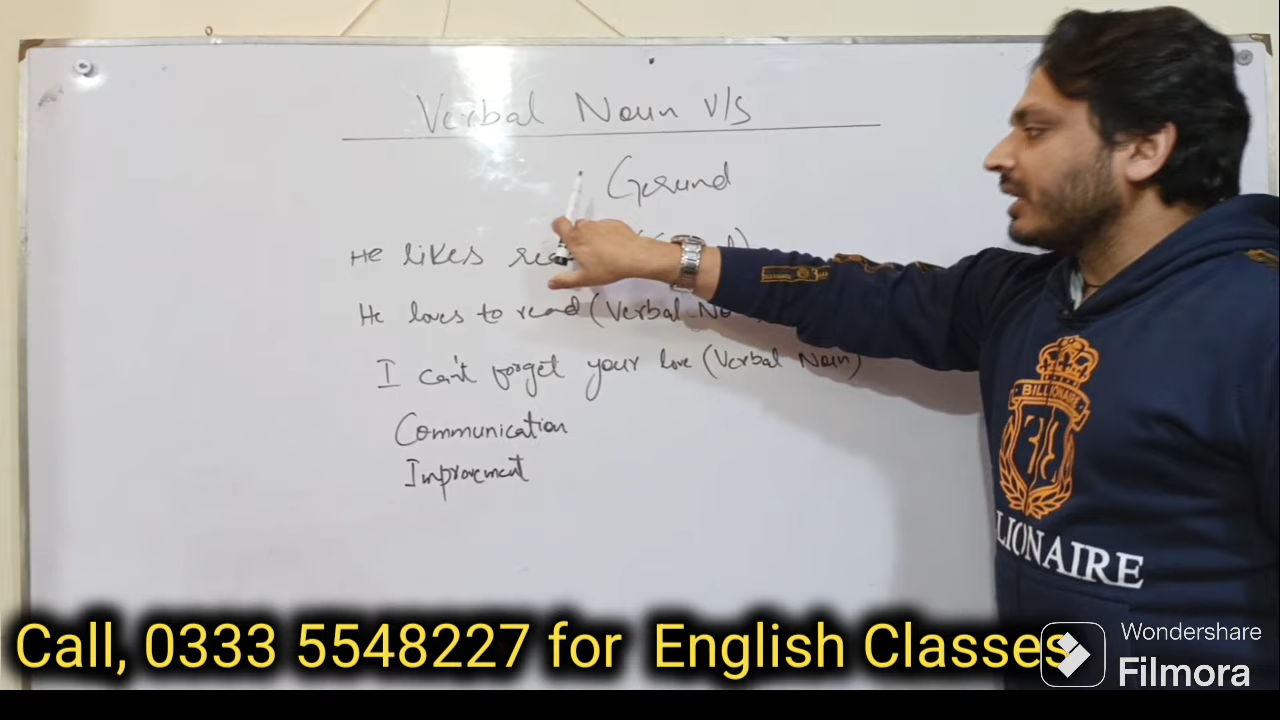 Verbal Noun V/S
Gerund
He likes
He loves to read (Verbal
I can't forget your love (Verbal Noun)
Communication
Improvement
BILLIONAIRE
LIONAIRE
Call, 0333 5548227 for English Classes
Wondershare
Filmora